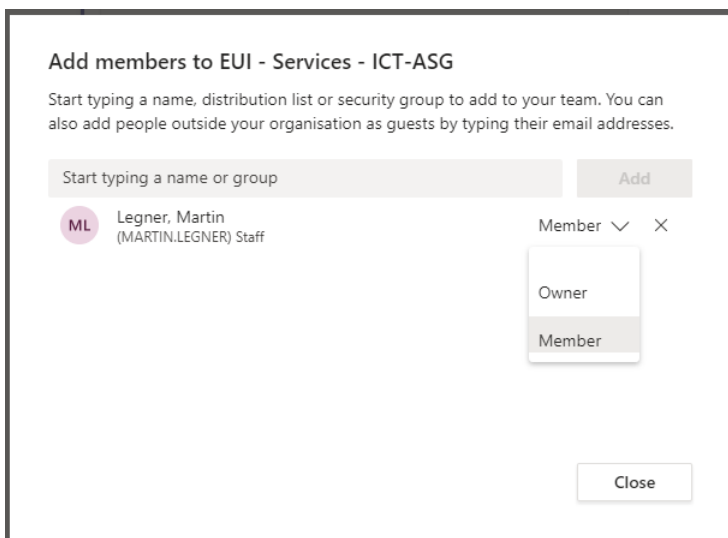 Add members to EUI - Services - ICT-ASG
Start typing a name, distribution list or security group to add to your team. You can
also add people outside your organisation as guests by typing their email addresses.
Start typing a name or group
Add
ML
Legner, Martin
(MARTIN.LEGNER) Staff
Member
Owner
Member
Close